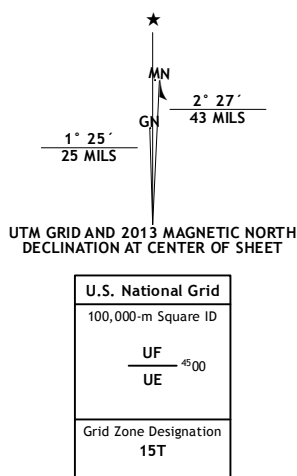 ★
MN
2° 27´
43 MILS
GN
1° 25´
25 MILS
UTM GRID AND 2013 MAGNETIC NORTH
DECLINATION AT CENTER OF SHEET
U.S. National Grid
100,000-m Square ID
UF
4500
UE
Grid Zone Designation
15T